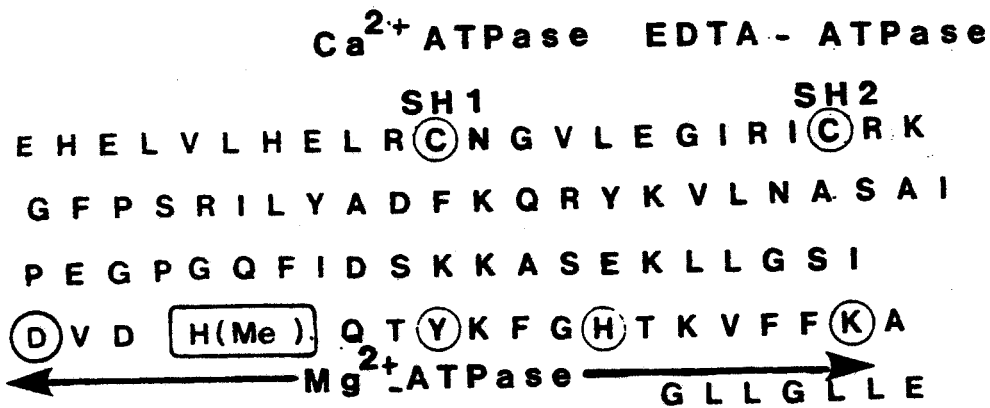 Ca2+ ATPase EDTA - ATPase
SH1 SH2
E H E L V L H E L R C N G V L E G I R I C R K
G F P S R I L Y A D F K Q R Y K V L N A S A I
P E G P G Q F I D S K K A S E K L L G S I
D V D H(Me) Q T Y K F G H T K V F F K A
Mg2+-ATPase
G L L G L L E